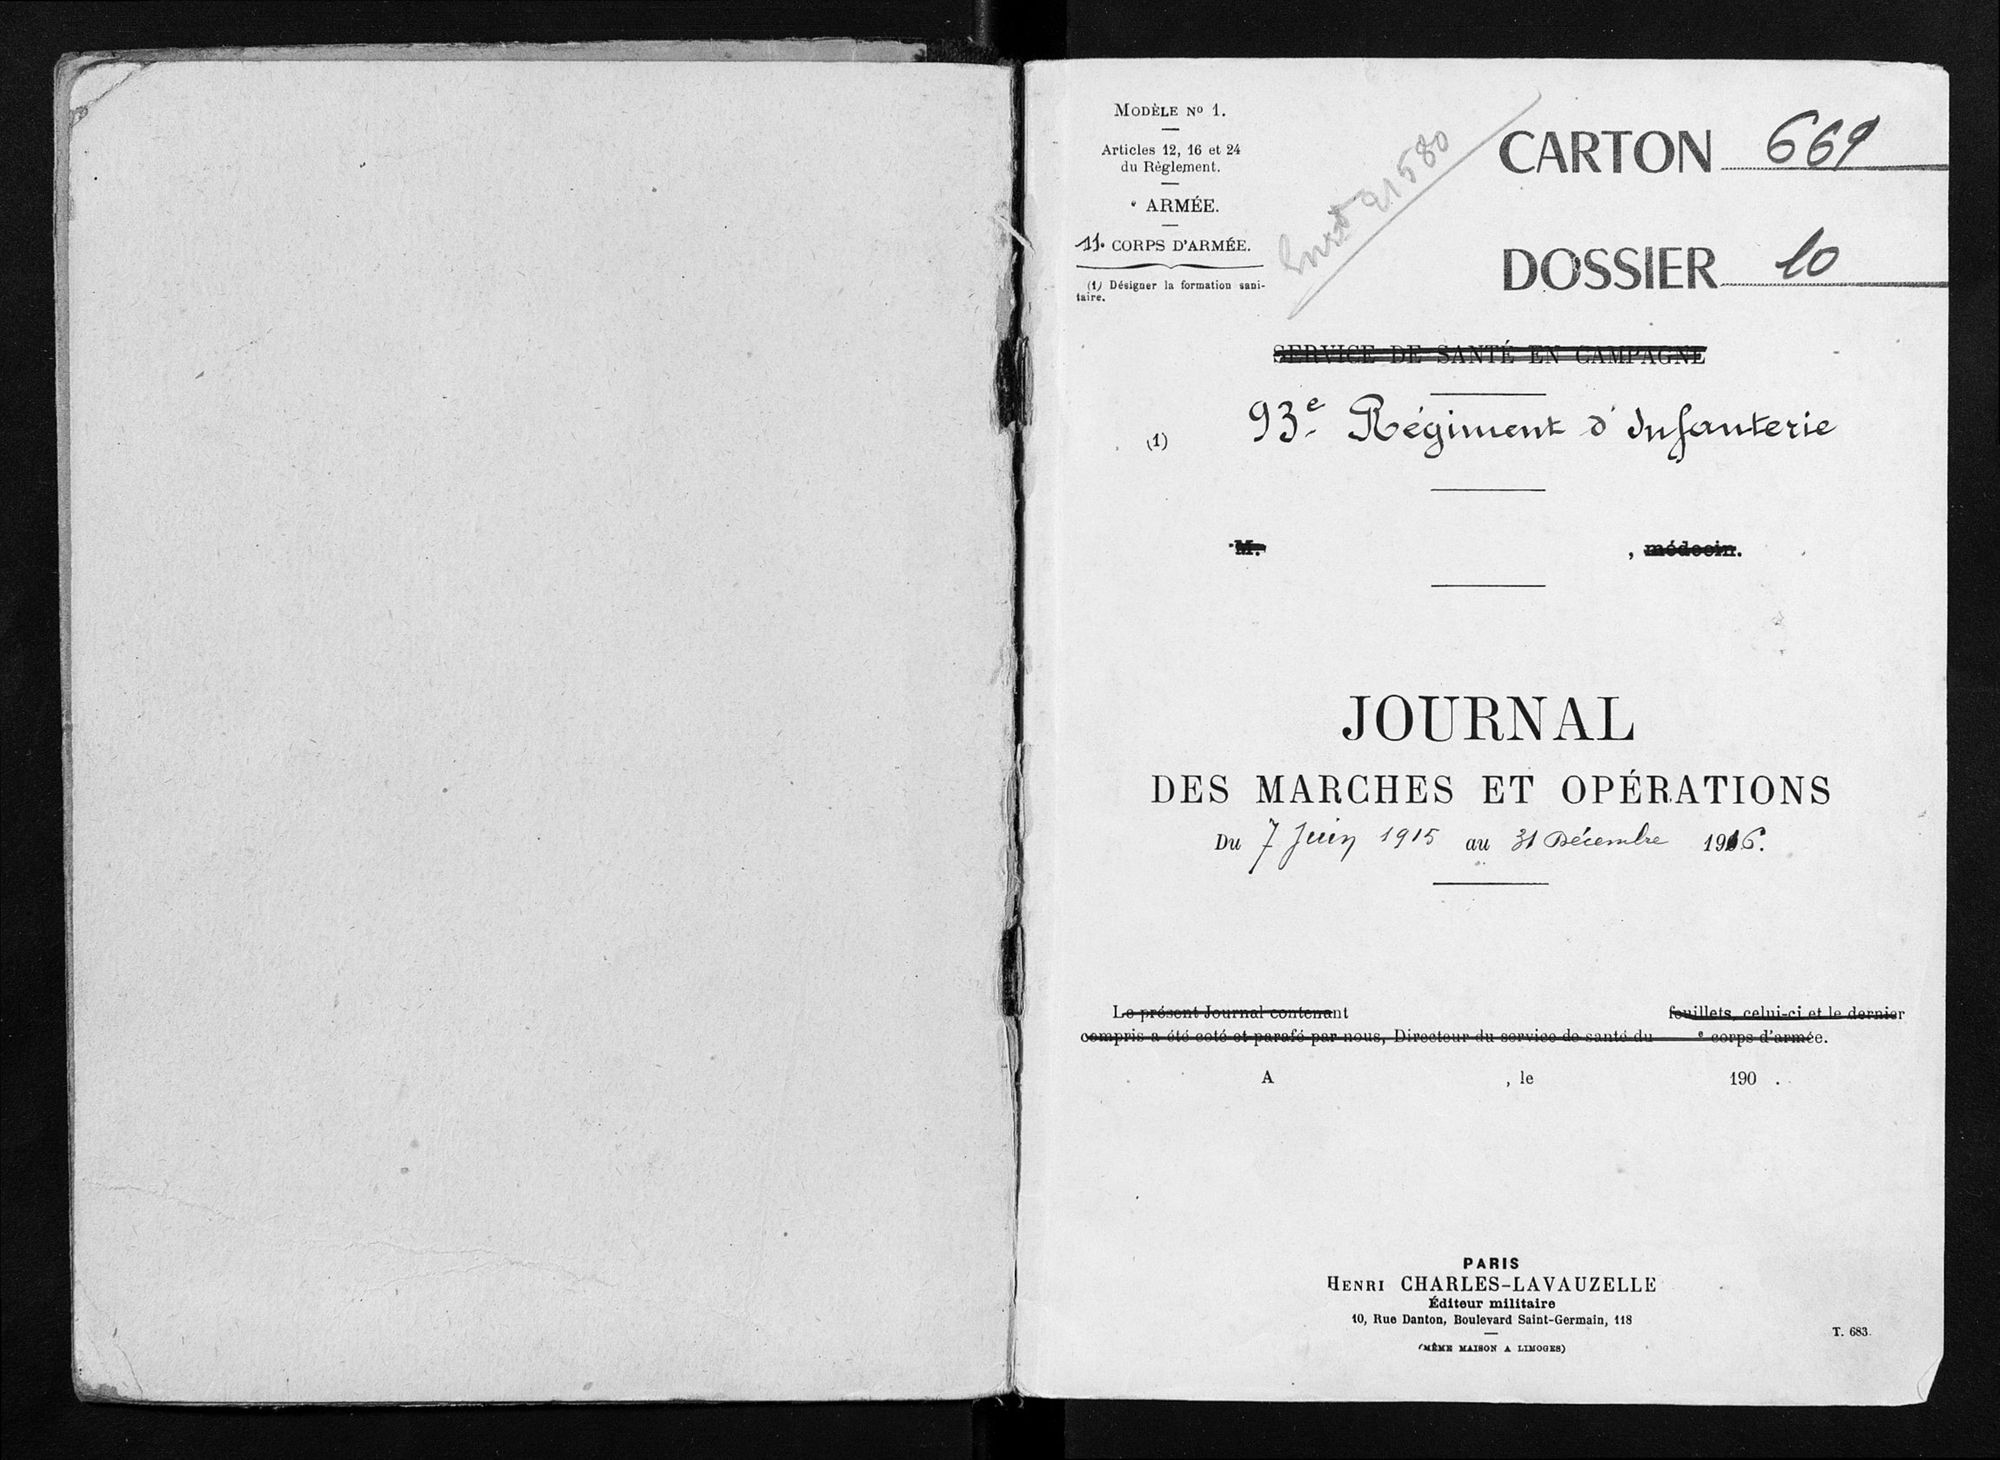 MODÈLE Nº 1.
Articles 12, 16 et 24
du Règlement.
e ARMÉE.
11e CORPS D'ARMÉE.
(1) Désigner la formation sani-
taire.
21580
CARTON 669
DOSSIER 10
SERVICE DE SANTÉ EN CAMPAGNE
(1) 93e Régiment d'Infanterie
M. , médecin.
JOURNAL
DES MARCHES ET OPÉRATIONS
Du 7 Juin 1915 au 31 Décembre 1916.
Le présent Journal contenant feuillets, celui-ci et le dernier
compris a été coté et parafé par nous, Directeur du service de santé du e corps d'armée.
A , le 190 .
PARIS
HENRI CHARLES-LAVAUZELLE
Éditeur militaire
10, Rue Danton, Boulevard Saint-Germain, 118
(MÊME MAISON A LIMOGES)
T. 683.